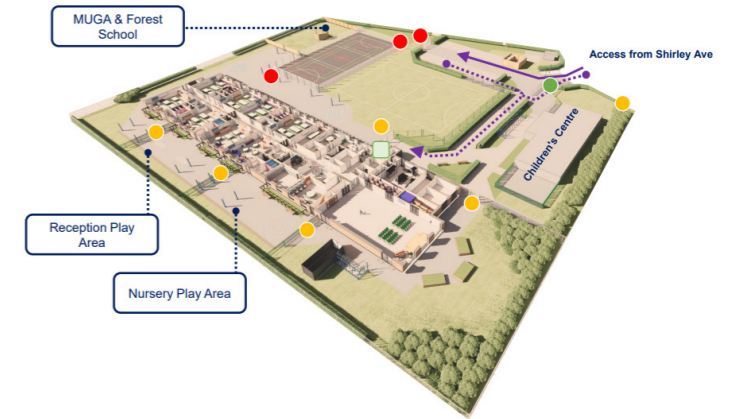 MUGA & Forest
School
Access from Shirley Ave
Children's Centre
Reception Play
Area
Nursery Play Area